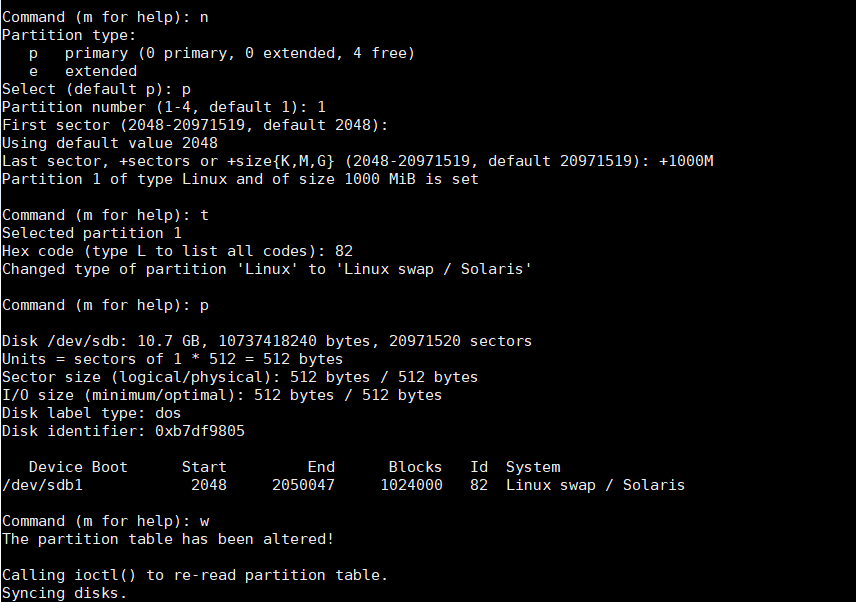 Command (m for help): n
Partition type:
   p   primary (0 primary, 0 extended, 4 free)
   e   extended
Select (default p): p
Partition number (1-4, default 1): 1
First sector (2048-20971519, default 2048):
Using default value 2048
Last sector, +sectors or +size{K,M,G} (2048-20971519, default 20971519): +1000M
Partition 1 of type Linux and of size 1000 MiB is set

Command (m for help): t
Selected partition 1
Hex code (type L to list all codes): 82
Changed type of partition 'Linux' to 'Linux swap / Solaris'

Command (m for help): p

Disk /dev/sdb: 10.7 GB, 10737418240 bytes, 20971520 sectors
Units = sectors of 1 * 512 = 512 bytes
Sector size (logical/physical): 512 bytes / 512 bytes
I/O size (minimum/optimal): 512 bytes / 512 bytes
Disk label type: dos
Disk identifier: 0xb7df9805

   Device Boot      Start         End      Blocks   Id  System
/dev/sdb1            2048     2050047     1024000   82  Linux swap / Solaris

Command (m for help): w
The partition table has been altered!

Calling ioctl() to re-read partition table.
Syncing disks.